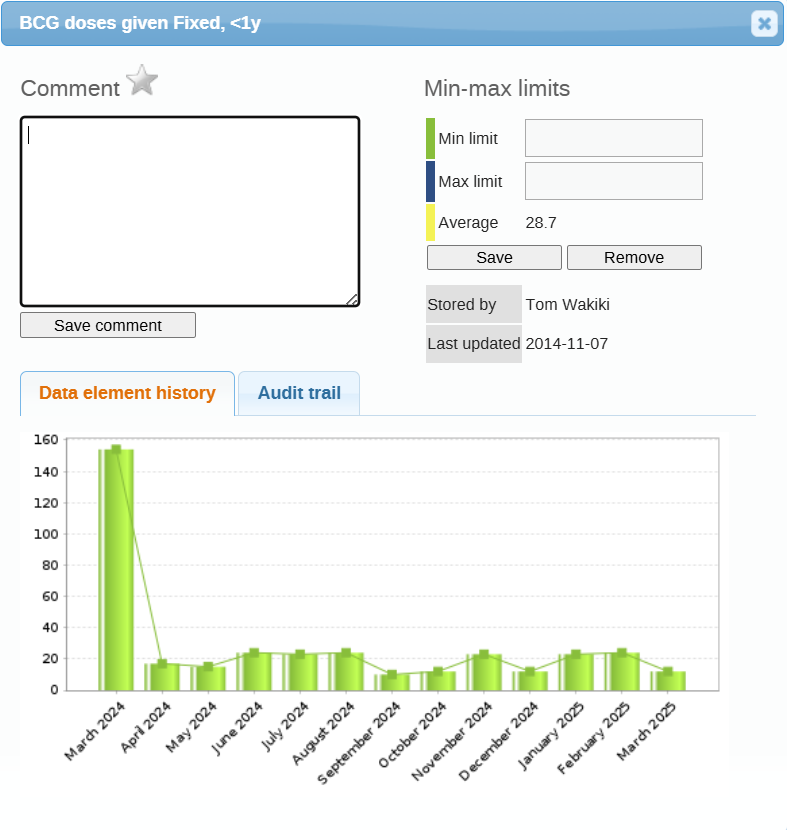 BCG doses given Fixed, <1y
Comment
Min-max limits
Min limit
Max limit
Average 28.7
Save Remove
Stored by Tom Wakiki
Last updated 2014-11-07
Save comment
Data element history Audit trail
160
140
120
100
80
60
40
20
0
March 2024 April 2024 May 2024 June 2024 July 2024 August 2024 September 2024 October 2024 November 2024 December 2024 January 2025 February 2025 March 2025